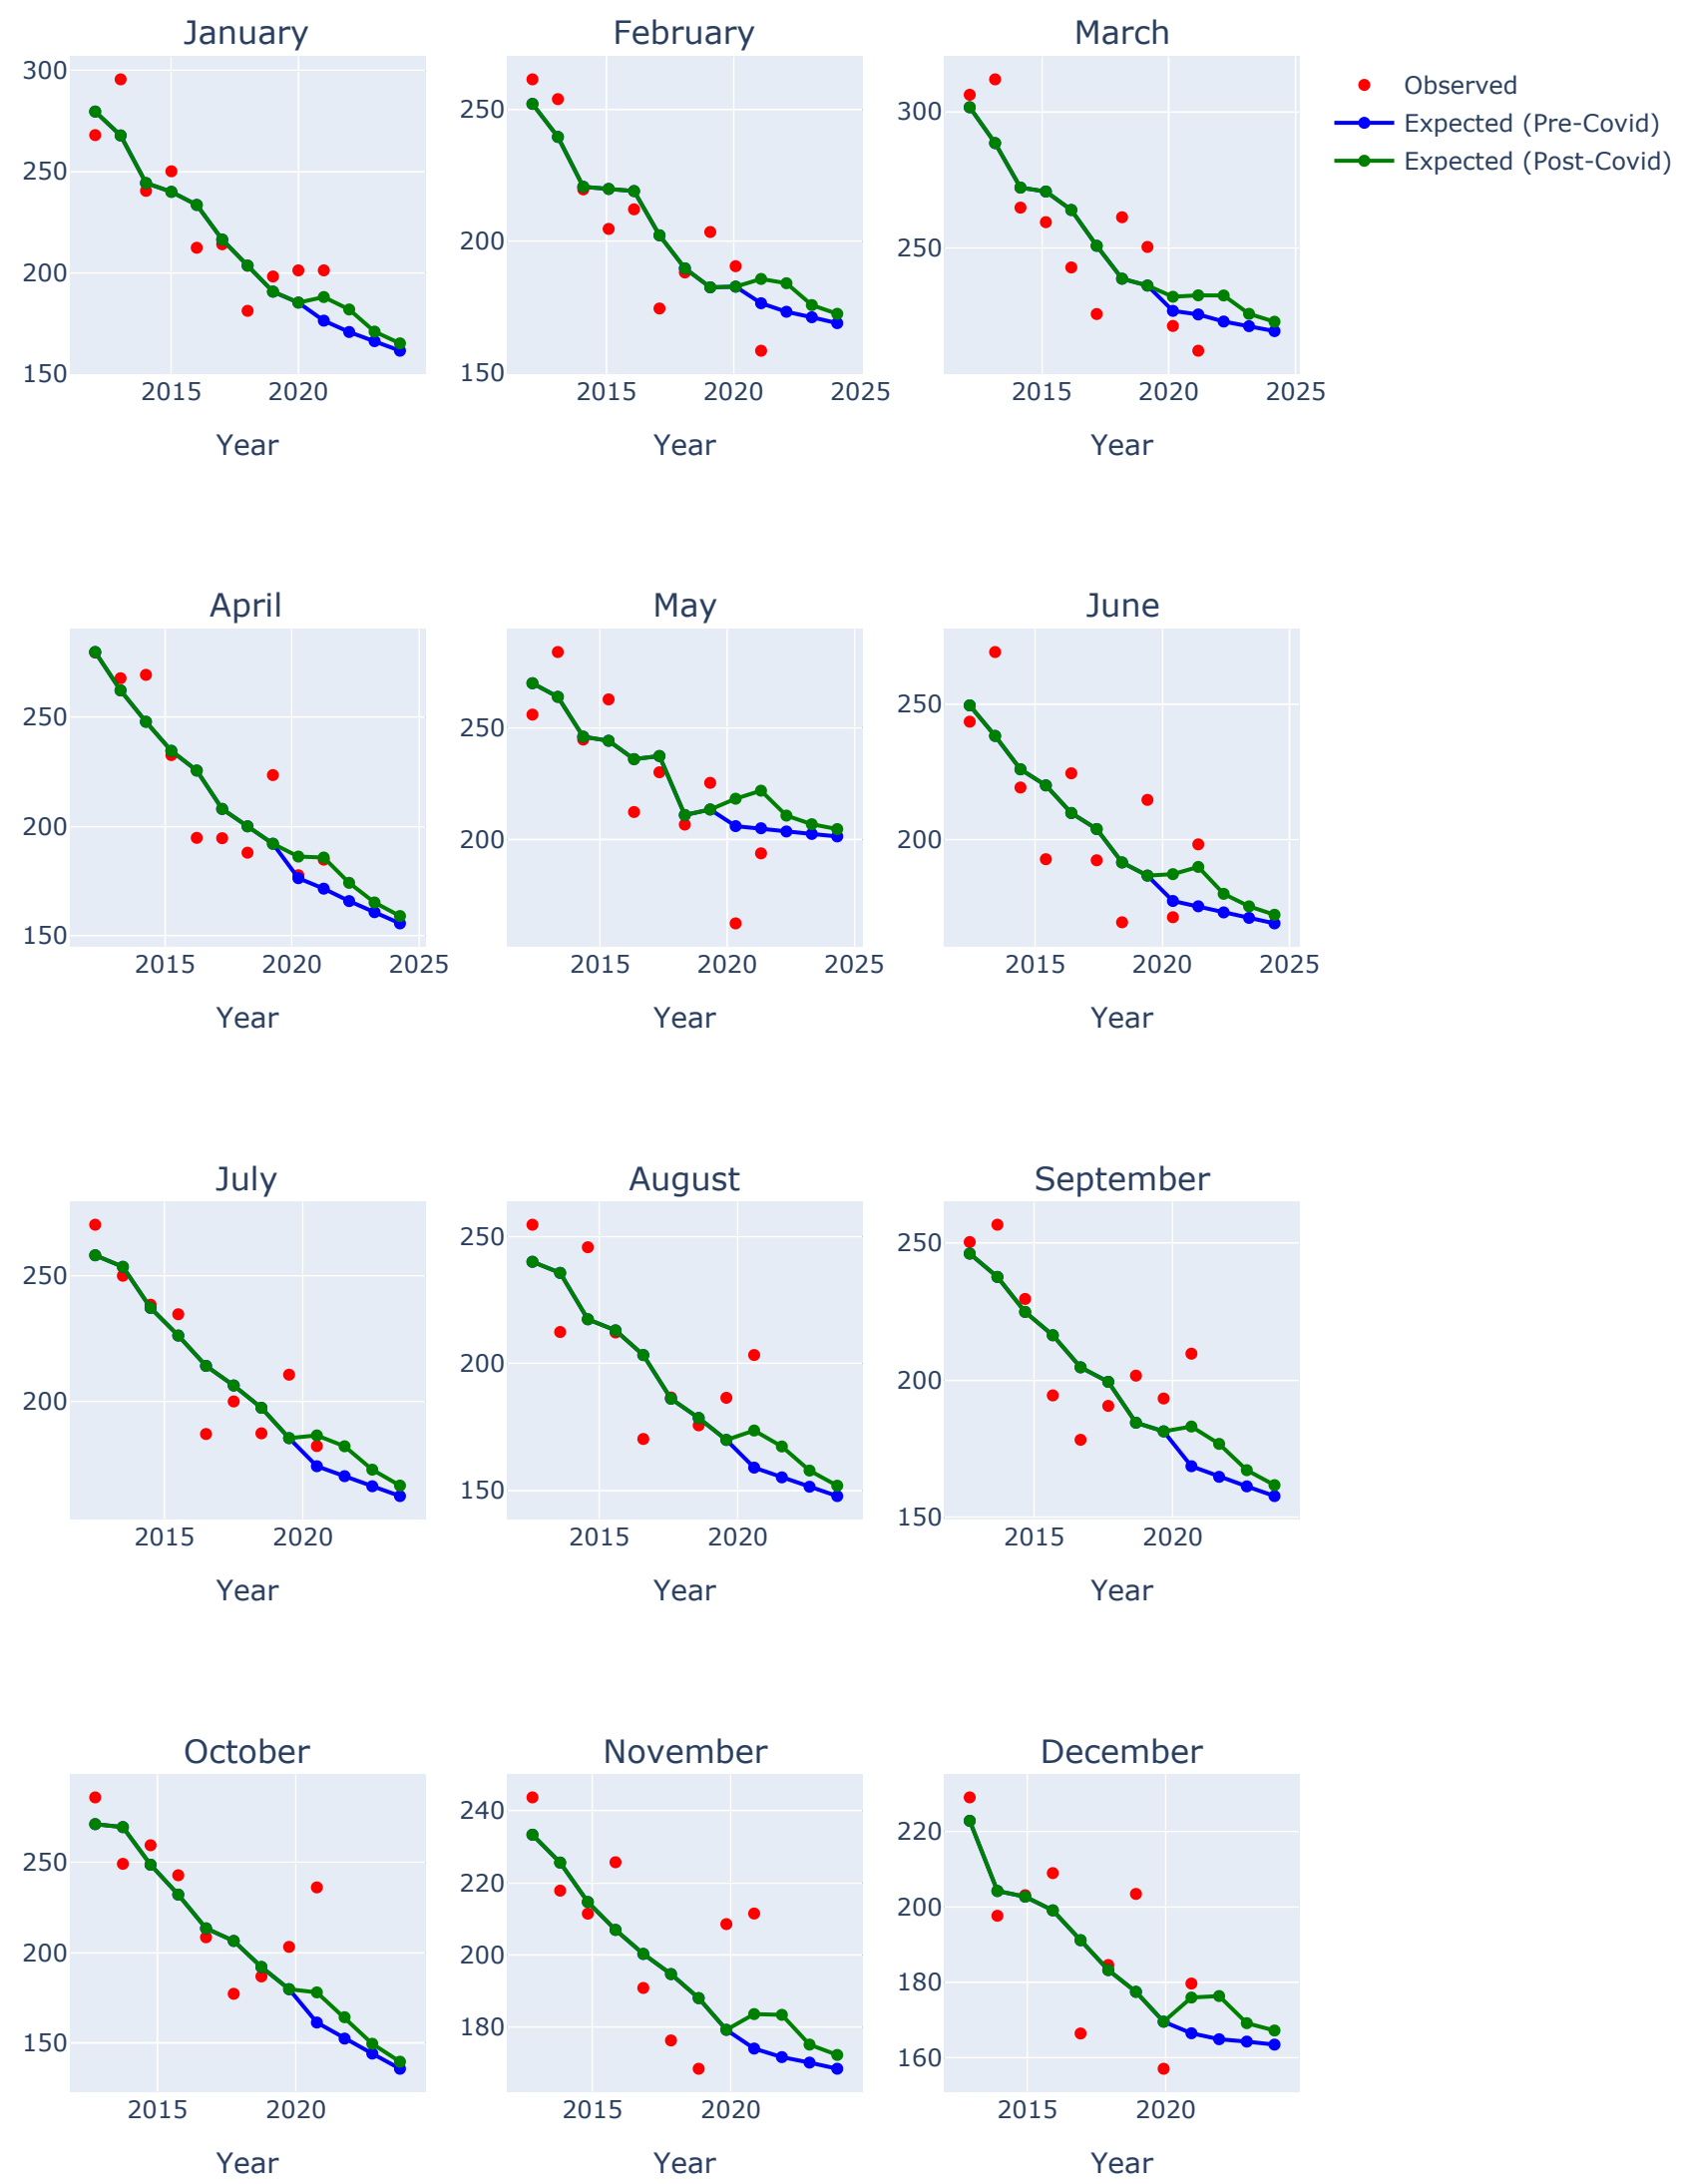 January
February
March
Observed
Expected (Pre-Covid)
Expected (Post-Covid)
300
250
200
150
2015
2020
Year
250
200
150
2015
2020
2025
Year
300
250
2015
2020
2025
Year
April
May
June
250
200
150
2015
2020
2025
Year
250
200
2015
2020
2025
Year
250
200
2015
2020
2025
Year
July
August
September
250
200
2015
2020
Year
250
200
150
2015
2020
Year
250
200
150
2015
2020
Year
October
November
December
250
200
150
2015
2020
Year
240
220
200
180
2015
2020
Year
220
200
180
160
2015
2020
Year